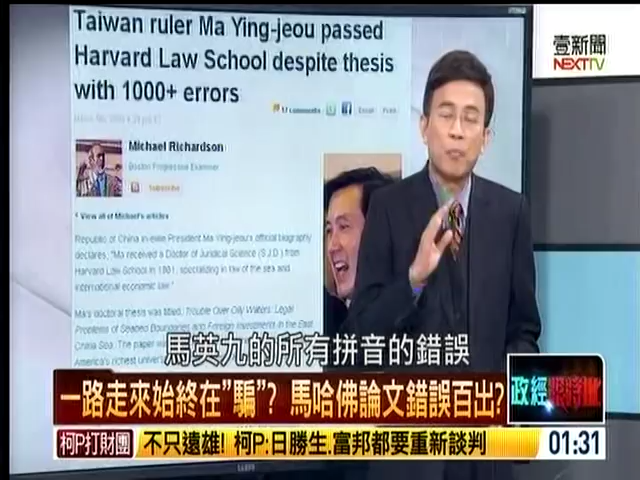 Taiwan ruler Ma Ying-jeou passed
Harvard Law School despite thesis
with 1000+ errors
壹新聞
NEXTTV
Michael Richardson
Boston Progressive Examiner
Subscribe
View all of Michael's articles
Republic of China in-exile President Ma Ying-jeou's official biography
declares, "Ma received a Doctor of Juridical Science (S.J.D.) from
Harvard Law School in 1981, specializing in law of the sea and
international economic law."
Ma's doctoral thesis was titled, Trouble Over Oily Waters: Legal
Problems of Seabed Boundaries and Foreign Investments in the East
China Sea. The paper
America's richest univers
馬英九的所有拼音的錯誤
一路走來始終在"騙"? 馬哈佛論文錯誤百出?
政經
柯P打財團
不只遠雄! 柯P:日勝生.富邦都要重新談判
01:31